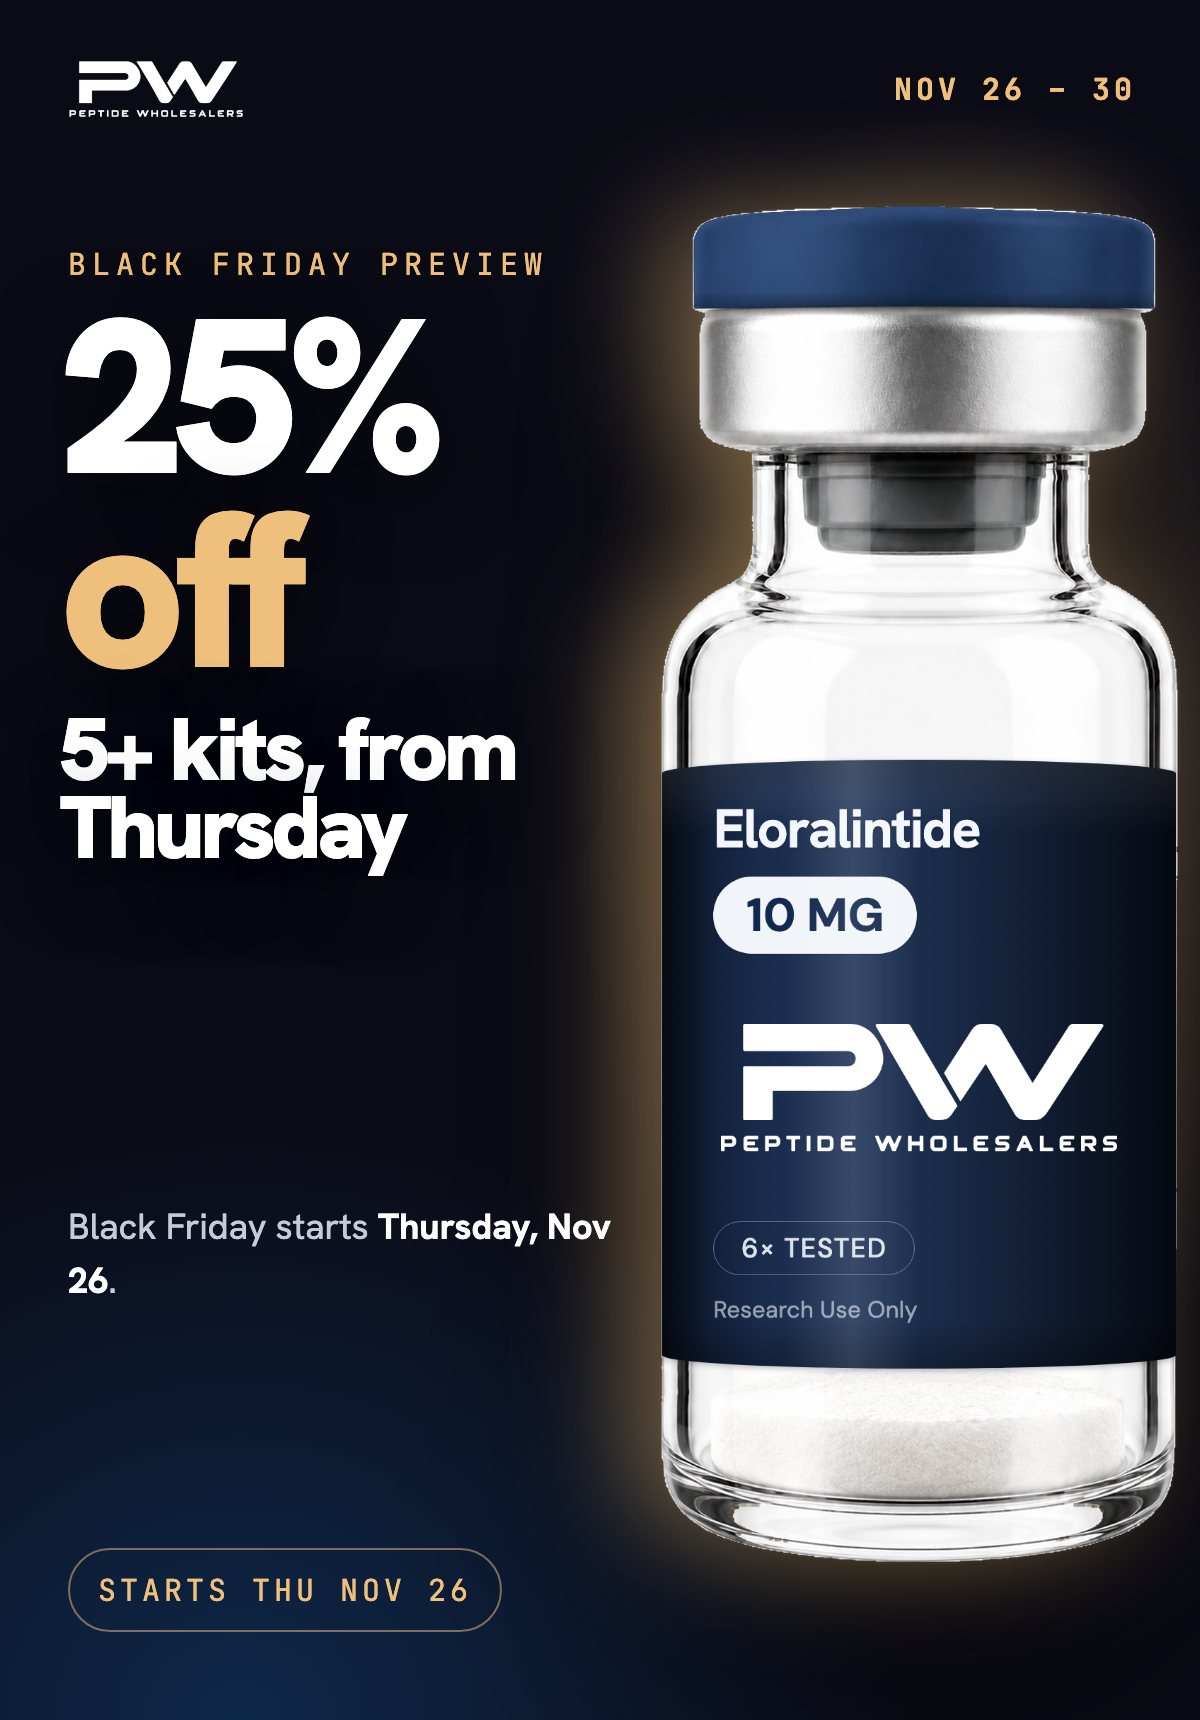 PW
PEPTIDE WHOLESALERS
NOV 26 – 30
BLACK FRIDAY PREVIEW
25%
off
5+ kits, from
Thursday
Eloralintide
10 MG
PW
PEPTIDE WHOLESALERS
6× TESTED
Research Use Only
Black Friday starts Thursday, Nov
26.
STARTS THU NOV 26